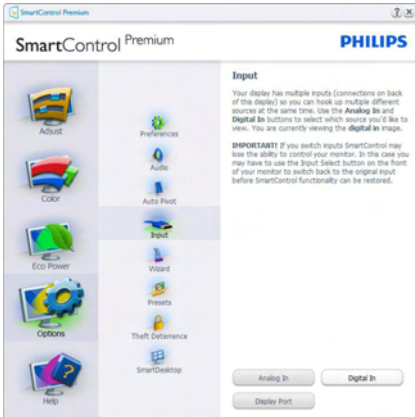 SmartControl Premium
SmartControl Premium
PHILIPS
Adjust
Color
Eco Power
Options
Help
Preferences
Audio
Auto Pivot
Input
Wizard
Presets
Theft Deterrence
SmartDesktop
Input
Your display has multiple inputs (connections on back
of this display) so you can hook up multiple different
sources at the same time. Use the Analog In and
Digital In buttons to select which source you'd like to
view. You are currently viewing the digital in image.
IMPORTANT! If you switch inputs SmartControl may
lose the ability to control your monitor. In this case you
may have to use the Input Select button on the front
of your monitor to switch back to the original input
before SmartControl functionality can be restored.
Analog In
Digital In
Display Port